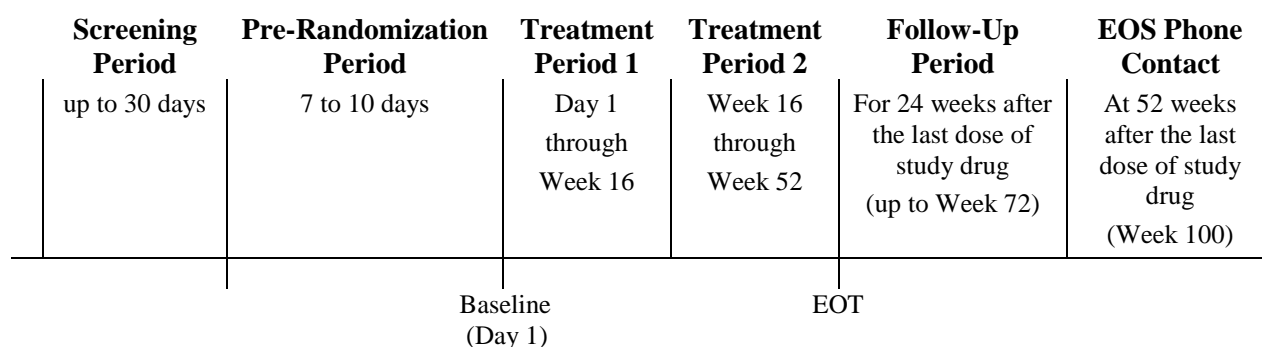 Screening Period
up to 30 days
Pre-Randomization Period
7 to 10 days
Treatment Period 1
Day 1
through
Week 16
Treatment Period 2
Week 16
through
Week 52
Follow-Up Period
For 24 weeks after
the last dose of
study drug
(up to Week 72)
EOS Phone Contact
At 52 weeks
after the last
dose of study
drug
(Week 100)
Baseline
(Day 1)
EOT